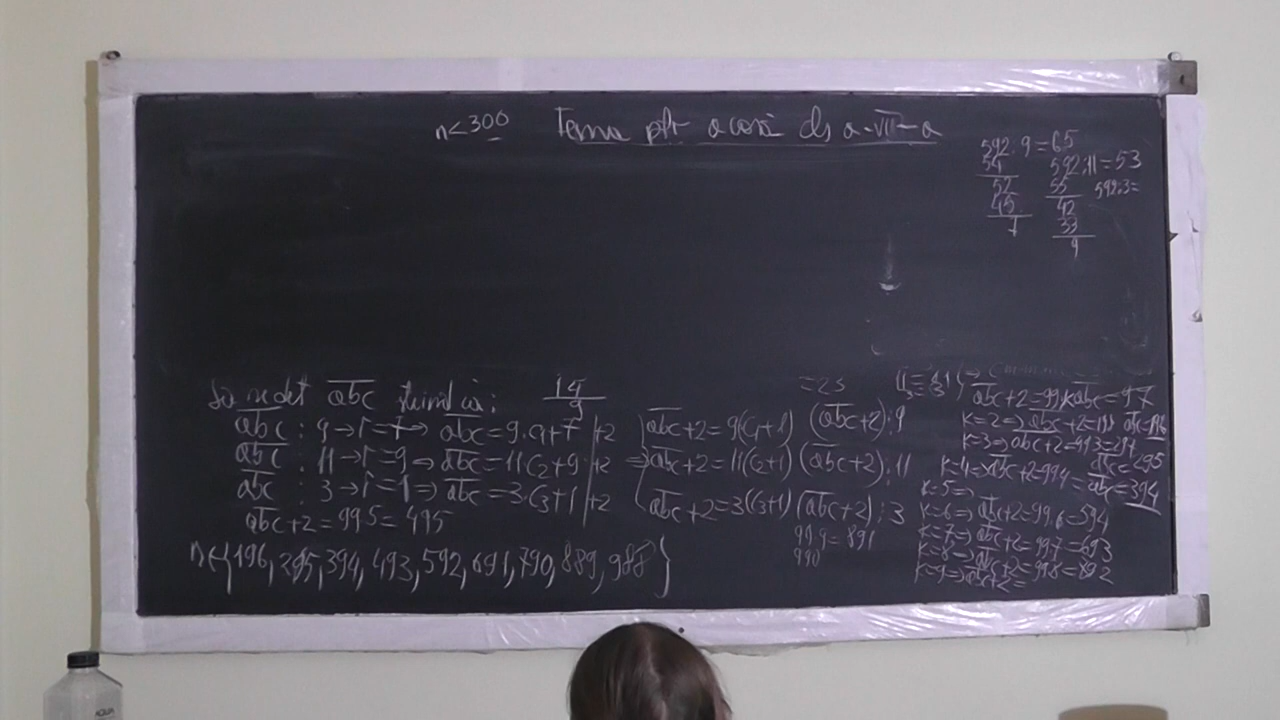 n<300 Tema ptr acasă cls a-VII-a
592:9=65
54
52
45
7
592:11=53
55
42
33
9
592:3=
Să se det abc știind că:
abc : 9→r=7⇒ abc=9·c1+7 |+2
abc : 11→r=9⇒ abc=11c2+9 |+2
abc : 3→r=1⇒ abc=3·c3+1 |+2
abc+2=9(c1+1) (abc+2):9
⇒abc+2=11(c2+1) (abc+2):11
abc+2=3(c3+1) (abc+2):3
abc+2=99·5=495
n∈{196,295,394,493,592,691,790,889,988}
99·9=891
990
abc+2=99k abc=97
k=2⇒ abc+2=198 abc=196
k=3⇒ abc+2=99·3=297
abc=295
k=4⇒abc+2=99·4= abc=394
k=5⇒
k=6⇒ abc+2=99·6=594
k=7⇒ abc+2=99·7=693
k=8⇒ abc+2=99·8=892
k=9⇒ abc+2=